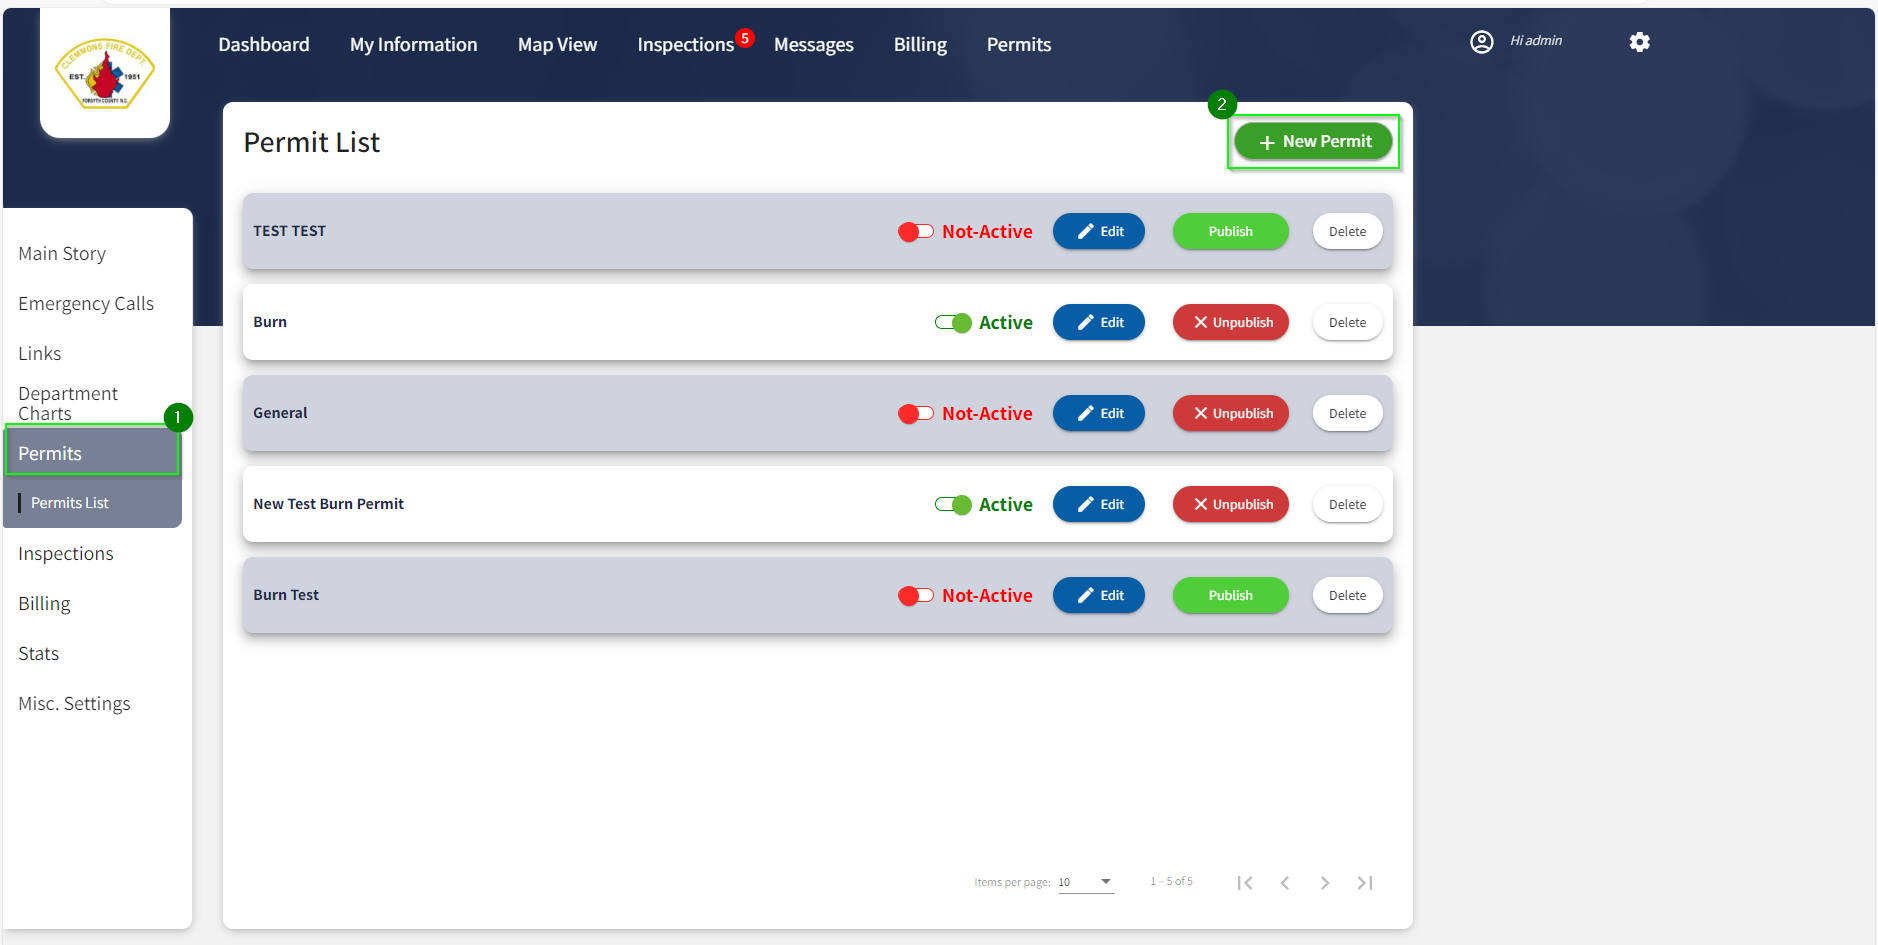 CLEMMONS FIRE DEPT.
EST. 1951
FORSYTH COUNTY N.C.
Dashboard My Information Map View Inspections 5 Messages Billing Permits Hi admin
2
Permit List + New Permit
TEST TEST Not-Active Edit Publish Delete
Burn Active Edit Unpublish Delete
General Not-Active Edit Unpublish Delete
New Test Burn Permit Active Edit Unpublish Delete
Burn Test Not-Active Edit Publish Delete
Main Story
Emergency Calls
Links
Department
Charts
1
Permits
Permits List
Inspections
Billing
Stats
Misc. Settings
Items per page: 10 1 – 5 of 5